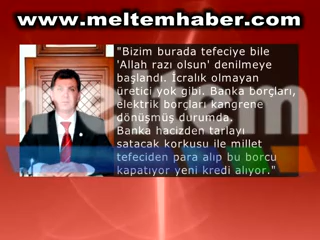 www.meltemhaber.com
"Bizim burada tefeciye bile
'Allah razı olsun' denilmeye
başlandı. İcralık olmayan
üretici yok gibi. Banka borçları,
elektrik borçları kangrene
dönüşmüş durumda.
Banka hacizden tarlayı
satacak korkusu ile millet
tefeciden para alıp bu borcu
kapatıyor yeni kredi alıyor."